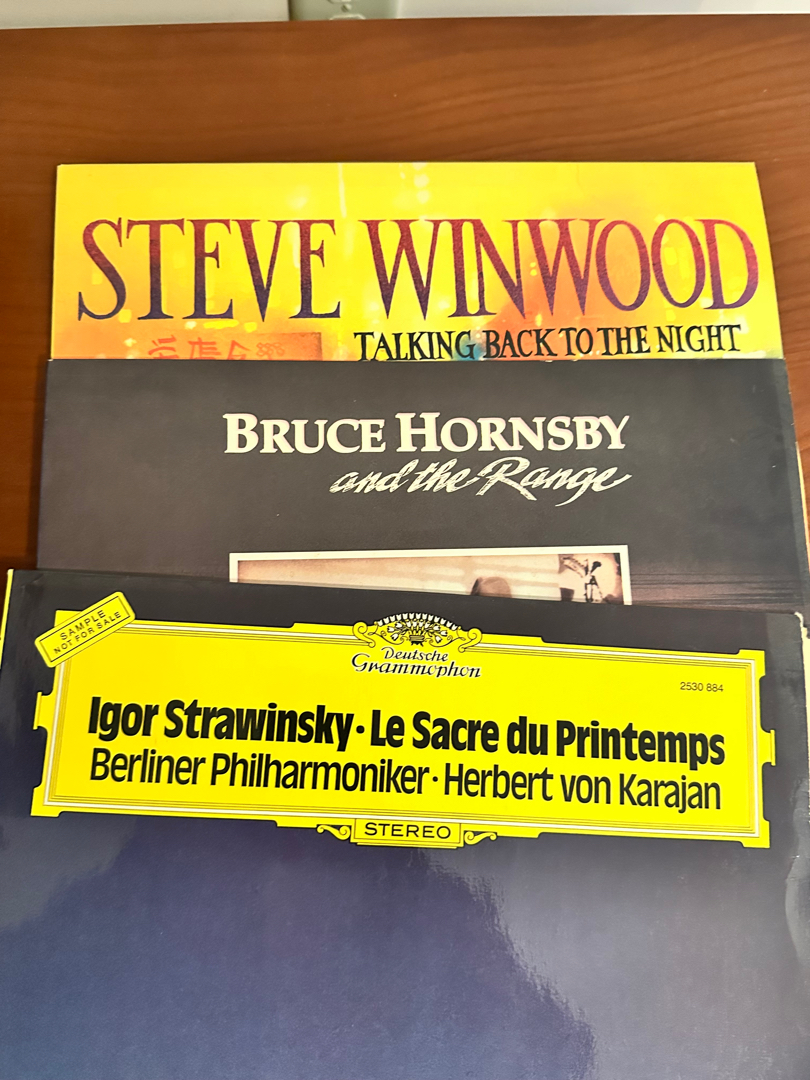 STEVE WINWOOD
TALKING BACK TO THE NIGHT
BRUCE HORNSBY
and the Range
SAMPLE
NOT FOR SALE
Deutsche
Grammophon
2530 884
Igor Strawinsky · Le Sacre du Printemps
Berliner Philharmoniker · Herbert von Karajan
STEREO